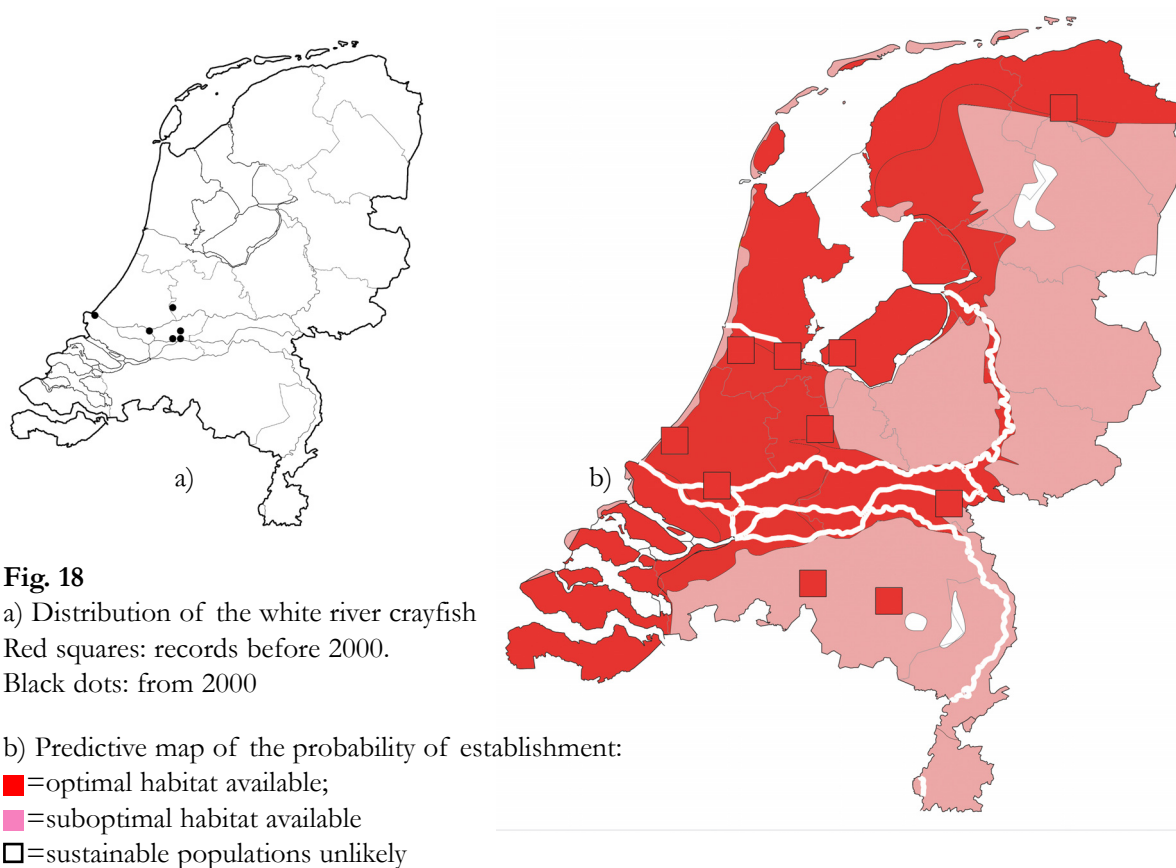 a)
b)
Fig. 18
a) Distribution of the white river crayfish
Red squares: records before 2000.
Black dots: from 2000
b) Predictive map of the probability of establishment:
=optimal habitat available;
=suboptimal habitat available
=sustainable populations unlikely